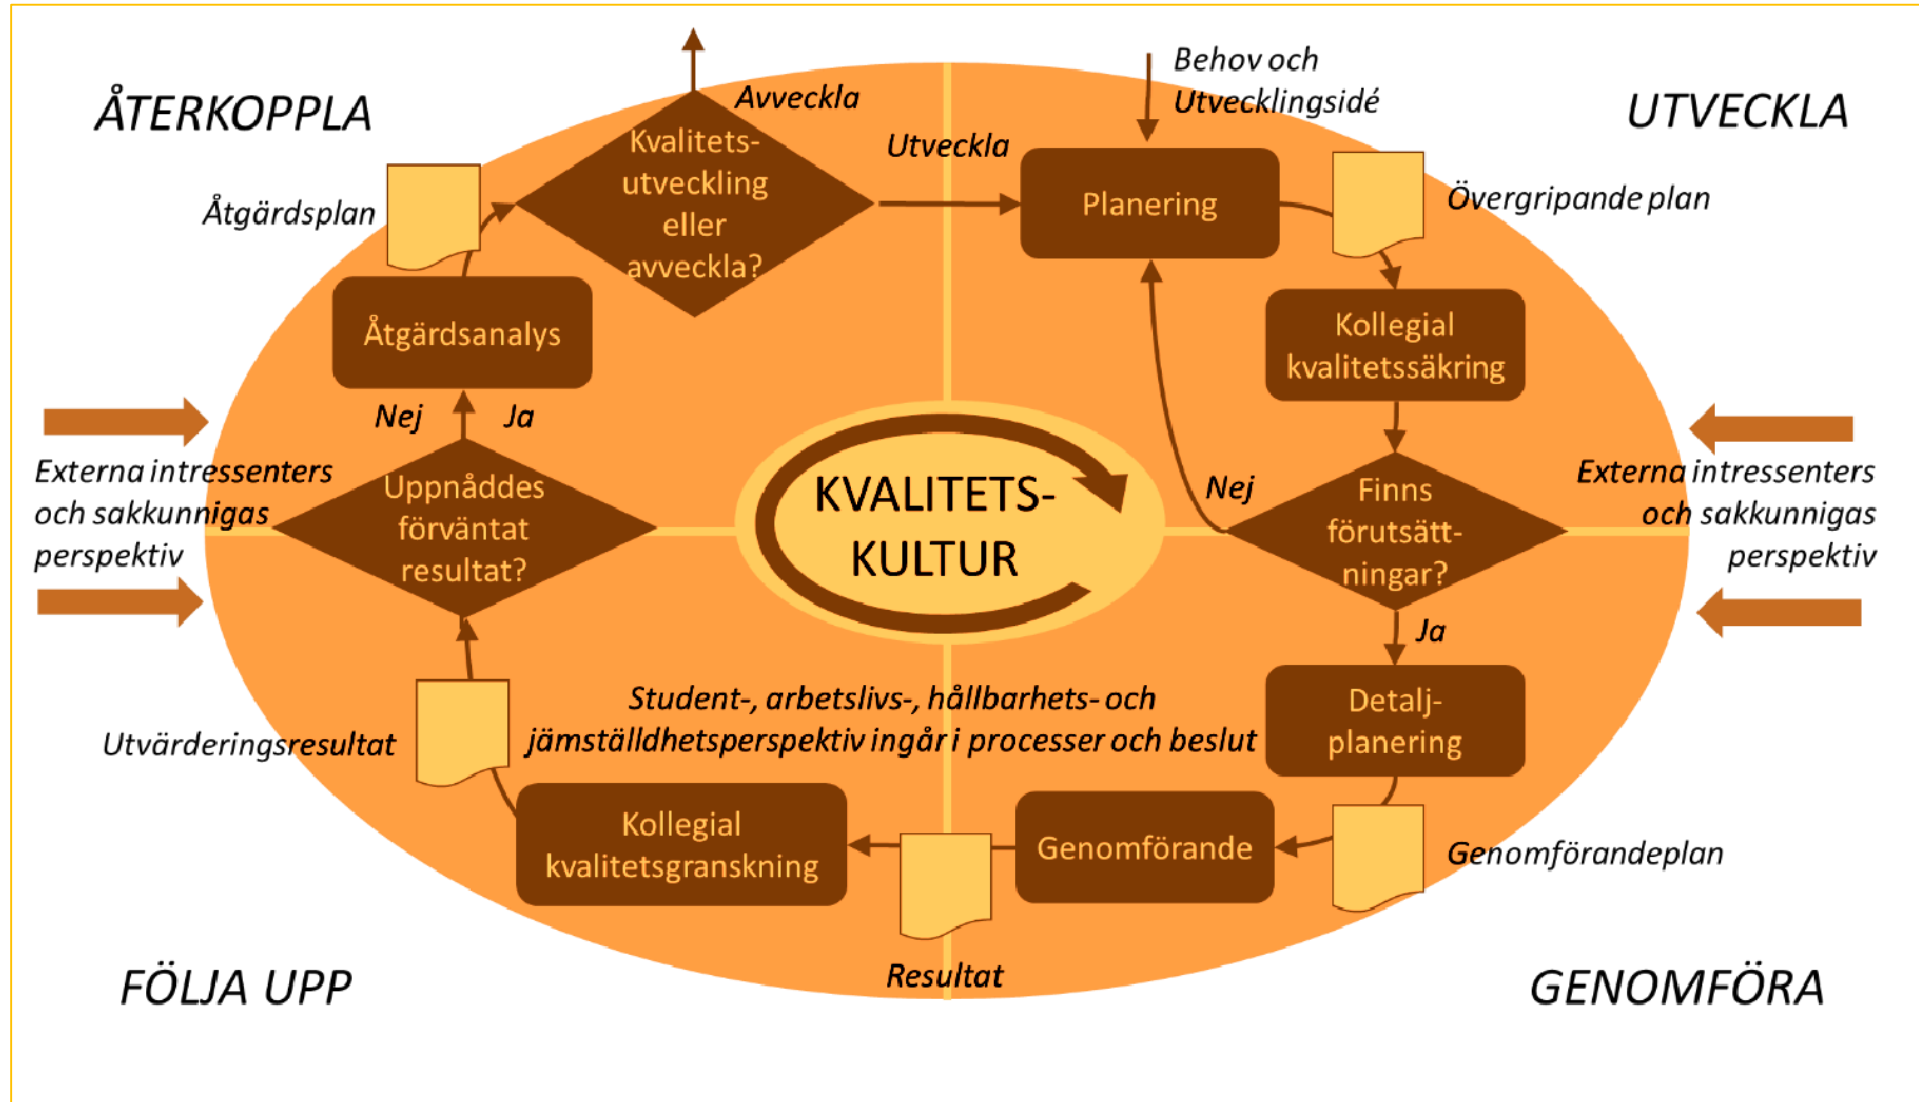 ÅTERKOPPLA
UTVECKLA
Behov och
Utvecklingsidé
Avveckla
Utveckla
Kvalitets-
utveckling
eller
avveckla?
Planering
Övergripande plan
Åtgärdsplan
Åtgärdsanalys
Kollegial
kvalitetssäkring
Nej
Ja
Externa intressenters
och sakkunnigas
perspektiv
Uppnåddes
förväntat
resultat?
KVALITETS-
KULTUR
Nej
Finns
förutsätt-
ningar?
Externa intressenters
och sakkunnigas
perspektiv
Ja
Detalj-
planering
Student-, arbetslivs-, hållbarhets- och
jämställdhetsperspektiv ingår i processer och beslut
Utvärderingsresultat
Kollegial
kvalitetsgranskning
Genomförande
Genomförandeplan
Resultat
FÖLJA UPP
GENOMFÖRA